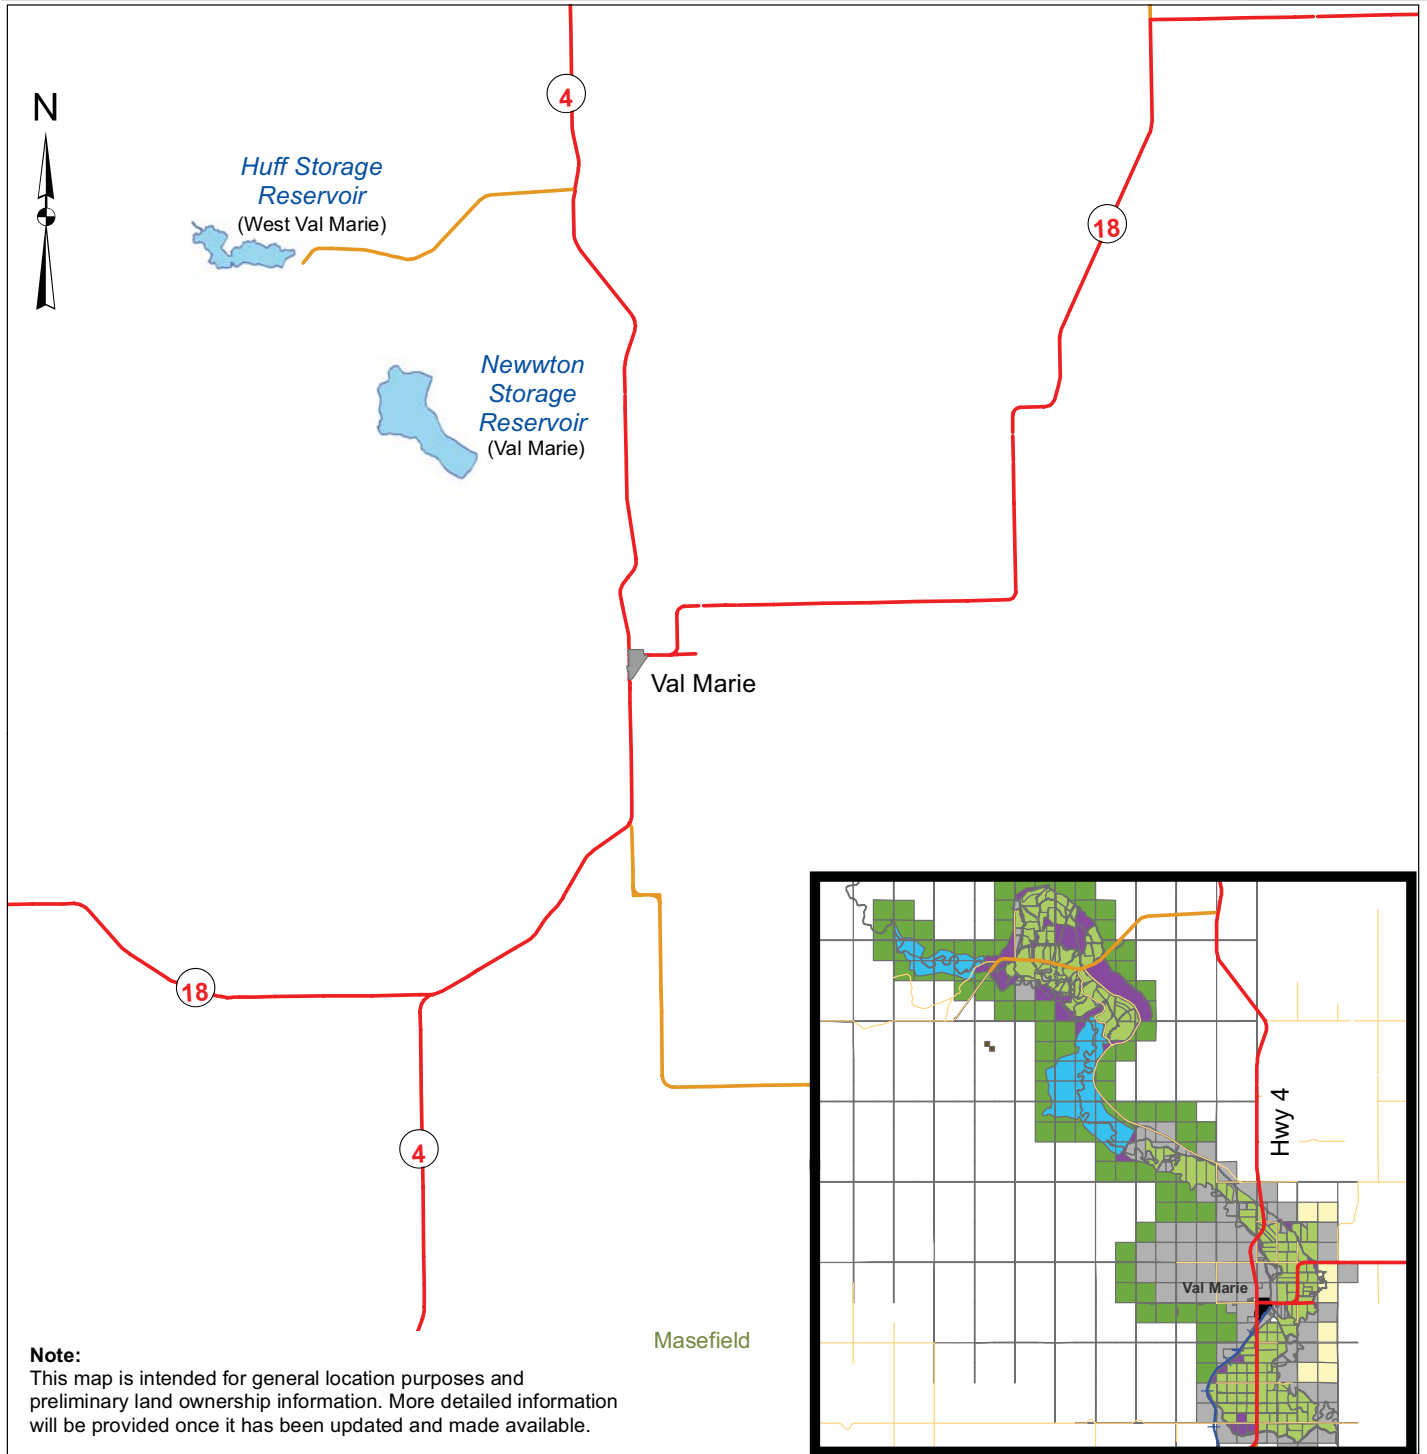 N
4
18
Huff Storage
Reservoir
(West Val Marie)
Newwton
Storage
Reservoir
(Val Marie)
Val Marie
18
4
Hwy 4
Val Marie
Masefield
Note:
This map is intended for general location purposes and
preliminary land ownership information. More detailed information
will be provided once it has been updated and made available.